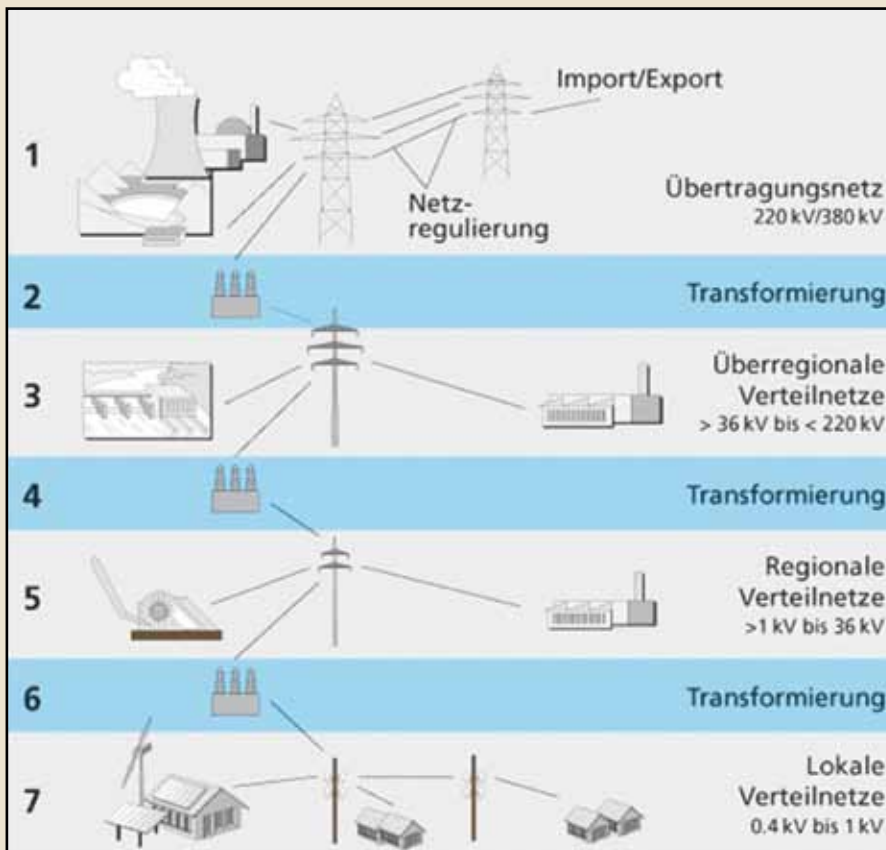 Import/Export
1
Netz-
regulierung
Übertragungsnetz
220 kV/380 kV
2
Transformierung
3
Überregionale
Verteilnetze
> 36 kV bis < 220 kV
4
Transformierung
5
Regionale
Verteilnetze
>1 kV bis 36 kV
6
Transformierung
7
Lokale
Verteilnetze
0.4 kV bis 1 kV